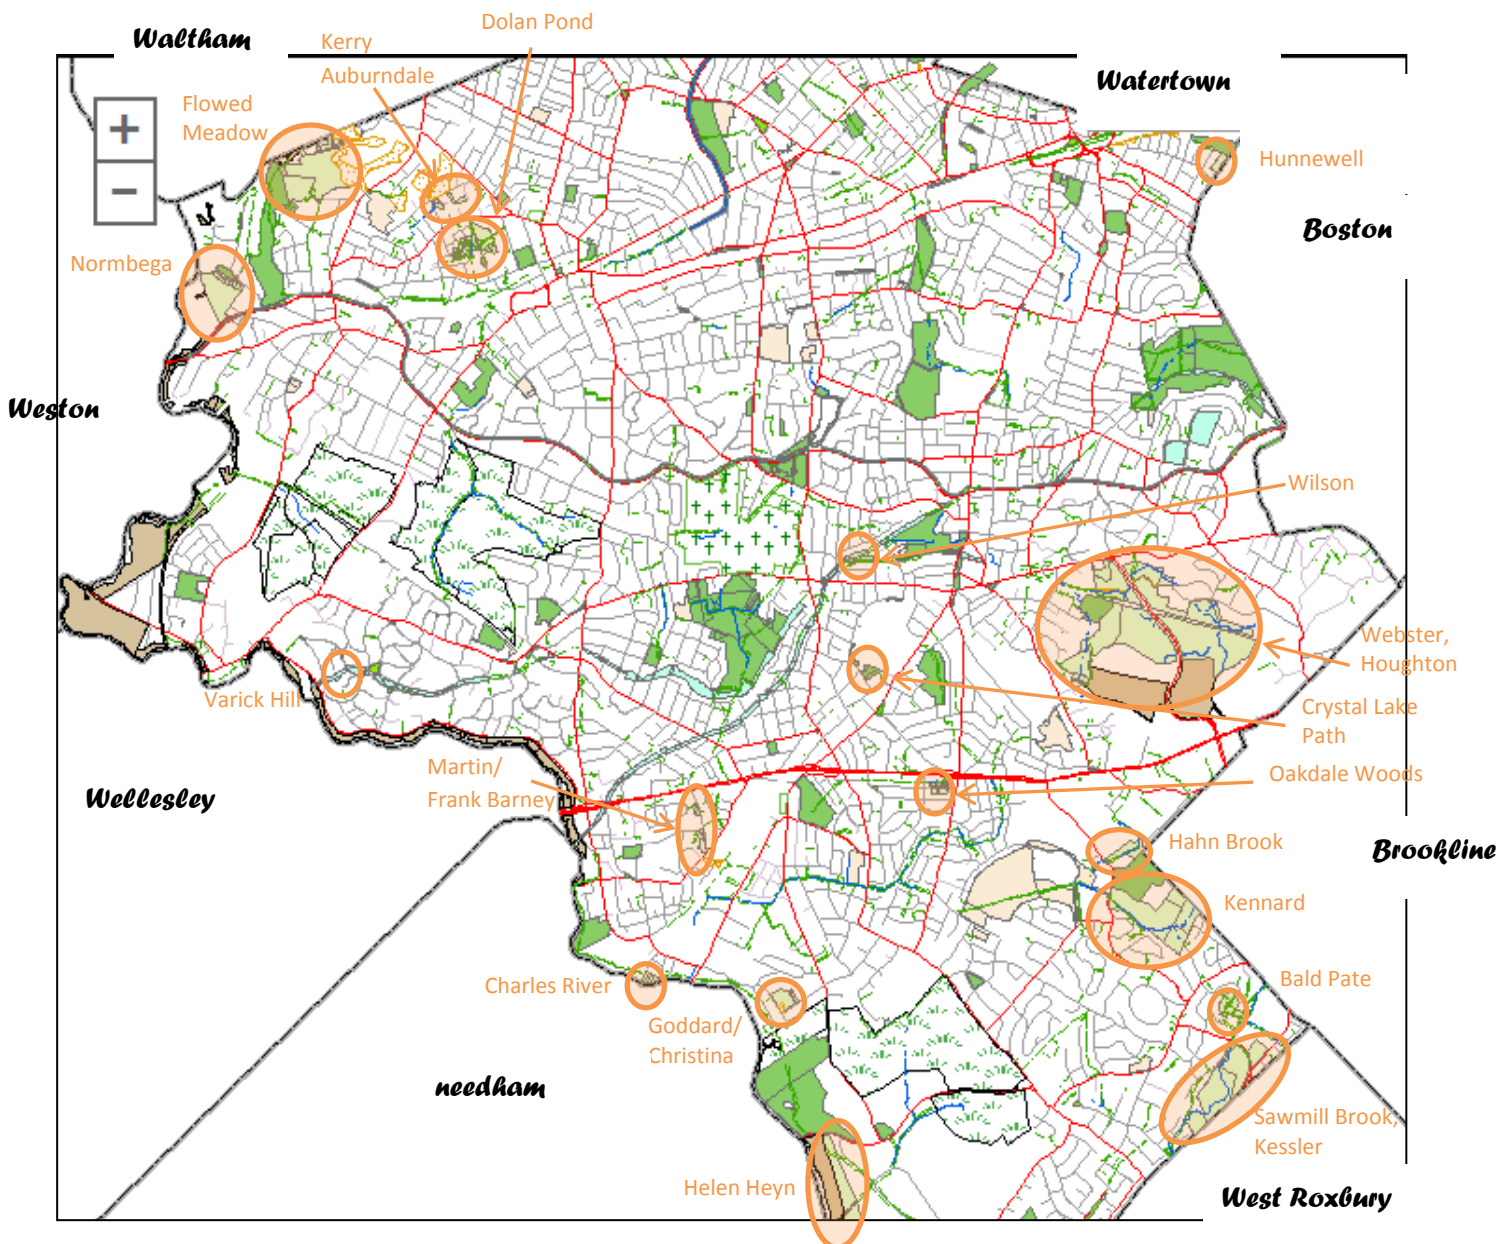 Waltham
Dolan Pond
Kerry
Auburndale
Watertown
Flowed
Meadow
+
−
Hunnewell
Boston
Normbega
Weston
Wilson
Webster,
Houghton
Varick Hill
Crystal Lake
Path
Martin/
Frank Barney
Oakdale Woods
Wellesley
Hahn Brook
Brookline
Kennard
Charles River
Bald Pate
Goddard/
Christina
needham
Sawmill Brook,
Kessler
Helen Heyn
West Roxbury